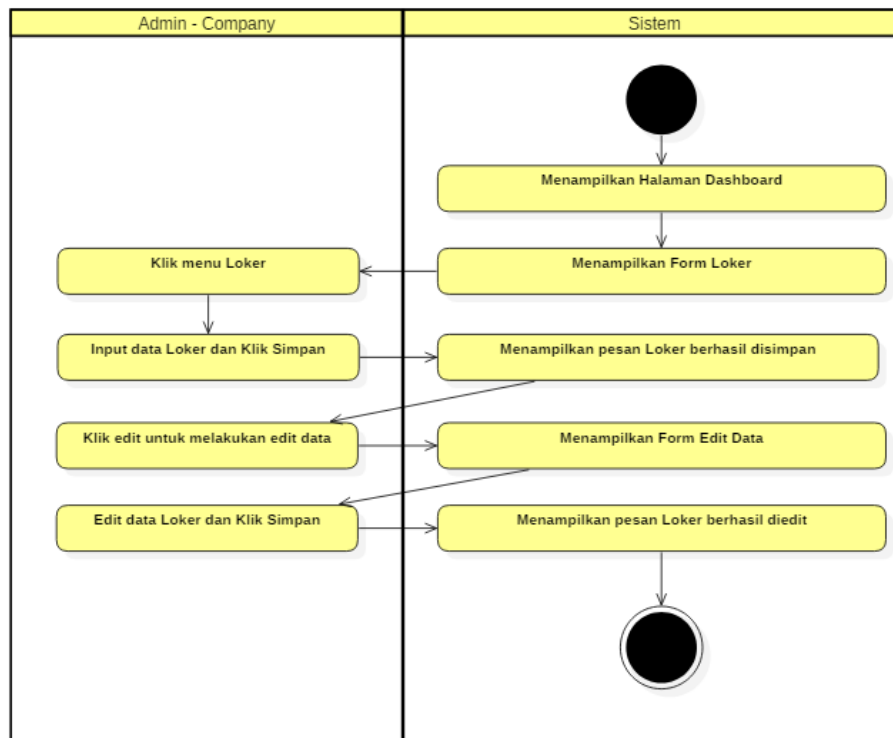 Admin - Company
Sistem
Menampilkan Halaman Dashboard
Klik menu Loker
Menampilkan Form Loker
Input data Loker dan Klik Simpan
Menampilkan pesan Loker berhasil disimpan
Klik edit untuk melakukan edit data
Menampilkan Form Edit Data
Edit data Loker dan Klik Simpan
Menampilkan pesan Loker berhasil diedit